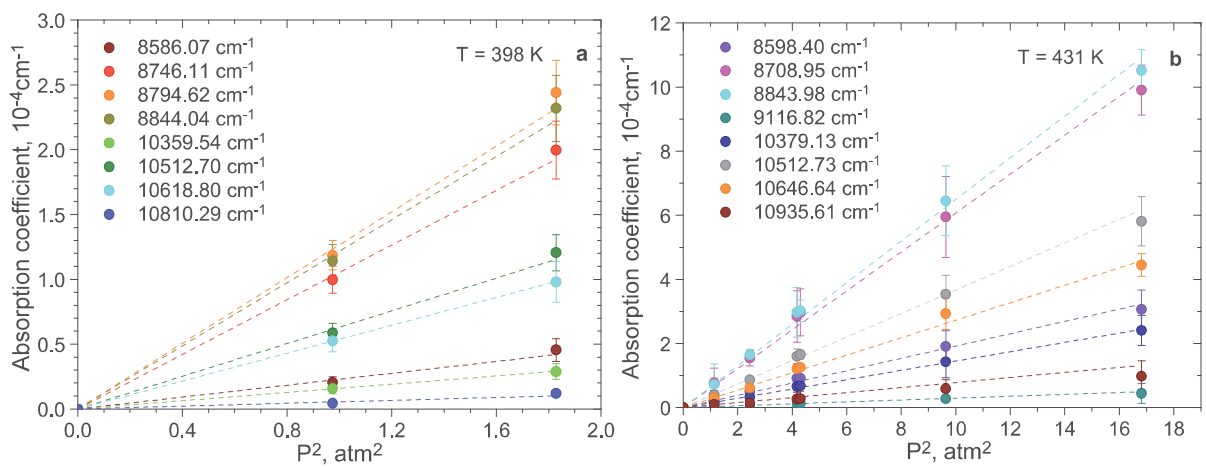 3.0
2.5
2.0
1.5
1.0
0.5
0.0
Absorption coefficient, 10⁻⁴cm⁻¹
8586.07 cm⁻¹
8746.11 cm⁻¹
8794.62 cm⁻¹
8844.04 cm⁻¹
10359.54 cm⁻¹
10512.70 cm⁻¹
10618.80 cm⁻¹
10810.29 cm⁻¹
T = 398 K
a
0.0 0.4 0.8 1.2 1.6 2.0
P², atm²
12
10
8
6
4
2
0
Absorption coefficient, 10⁻⁴cm⁻¹
8598.40 cm⁻¹
8708.95 cm⁻¹
8843.98 cm⁻¹
9116.82 cm⁻¹
10379.13 cm⁻¹
10512.73 cm⁻¹
10646.64 cm⁻¹
10935.61 cm⁻¹
T = 431 K
b
0 2 4 6 8 10 12 14 16 18
P², atm²